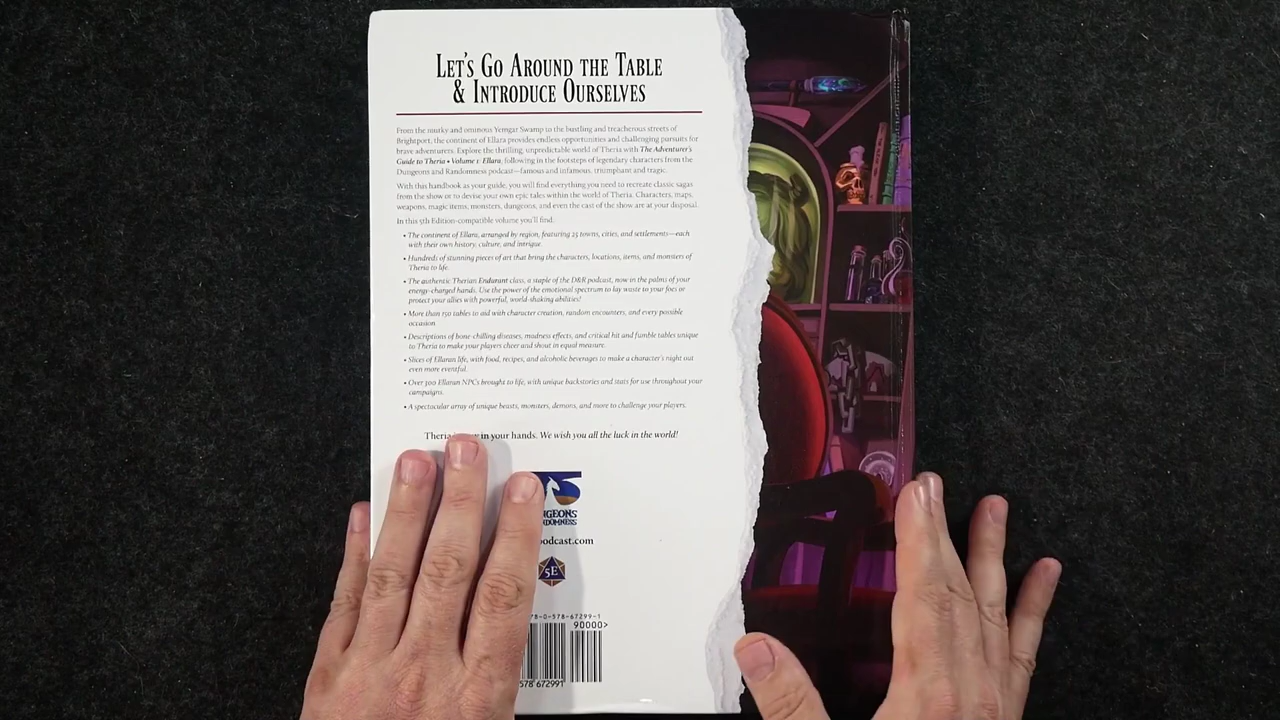 LET'S GO AROUND THE TABLE
& INTRODUCE OURSELVES
From the murky and ominous Yemgar Swamp to the bustling and treacherous streets of
Brightport, the continent of Ellara provides endless opportunities and challenging pursuits for
brave adventurers. Explore the thrilling, unpredictable world of Theria with The Adventurer's
Guide to Theria • Volume 1: Ellara, following in the footsteps of legendary characters from the
Dungeons and Randomness podcast—famous and infamous, triumphant and tragic.
With this handbook as your guide, you will find everything you need to recreate classic sagas
from the show or to devise your own epic tales within the world of Theria. Characters, maps,
weapons, magic items, monsters, dungeons, and even the cast of the show are at your disposal.
In this 5th Edition-compatible volume you'll find:
• The continent of Ellara, arranged by region, featuring 25 towns, cities, and settlements—each
with their own history, culture, and intrigue.
• Hundreds of stunning pieces of art that bring the characters, locations, items, and monsters of
Theria to life.
• The authentic Therian Endurant class, a staple of the D&R podcast, now in the palms of your
energy-charged hands. Use the power of the emotional spectrum to lay waste to your foes or
protect your allies with powerful, world-shaking abilities!
• More than 150 tables to aid with character creation, random encounters, and every possible
occasion.
• Descriptions of bone-chilling diseases, madness effects, and critical hit and fumble tables unique
to Theria to make your players cheer and shout in equal measure.
• Slices of Ellaran life, with food, recipes, and alcoholic beverages to make a character's night out
even more eventful.
• Over 300 Ellaran NPCs brought to life, with unique backstories and stats for use throughout your
campaigns.
• A spectacular array of unique beasts, monsters, demons, and more to challenge your players.
Theria in your hands. We wish you all the luck in the world!
GEONS
DOMNESS
podcast.com
5E
78-0-578-67299-1
90000>
578 672991